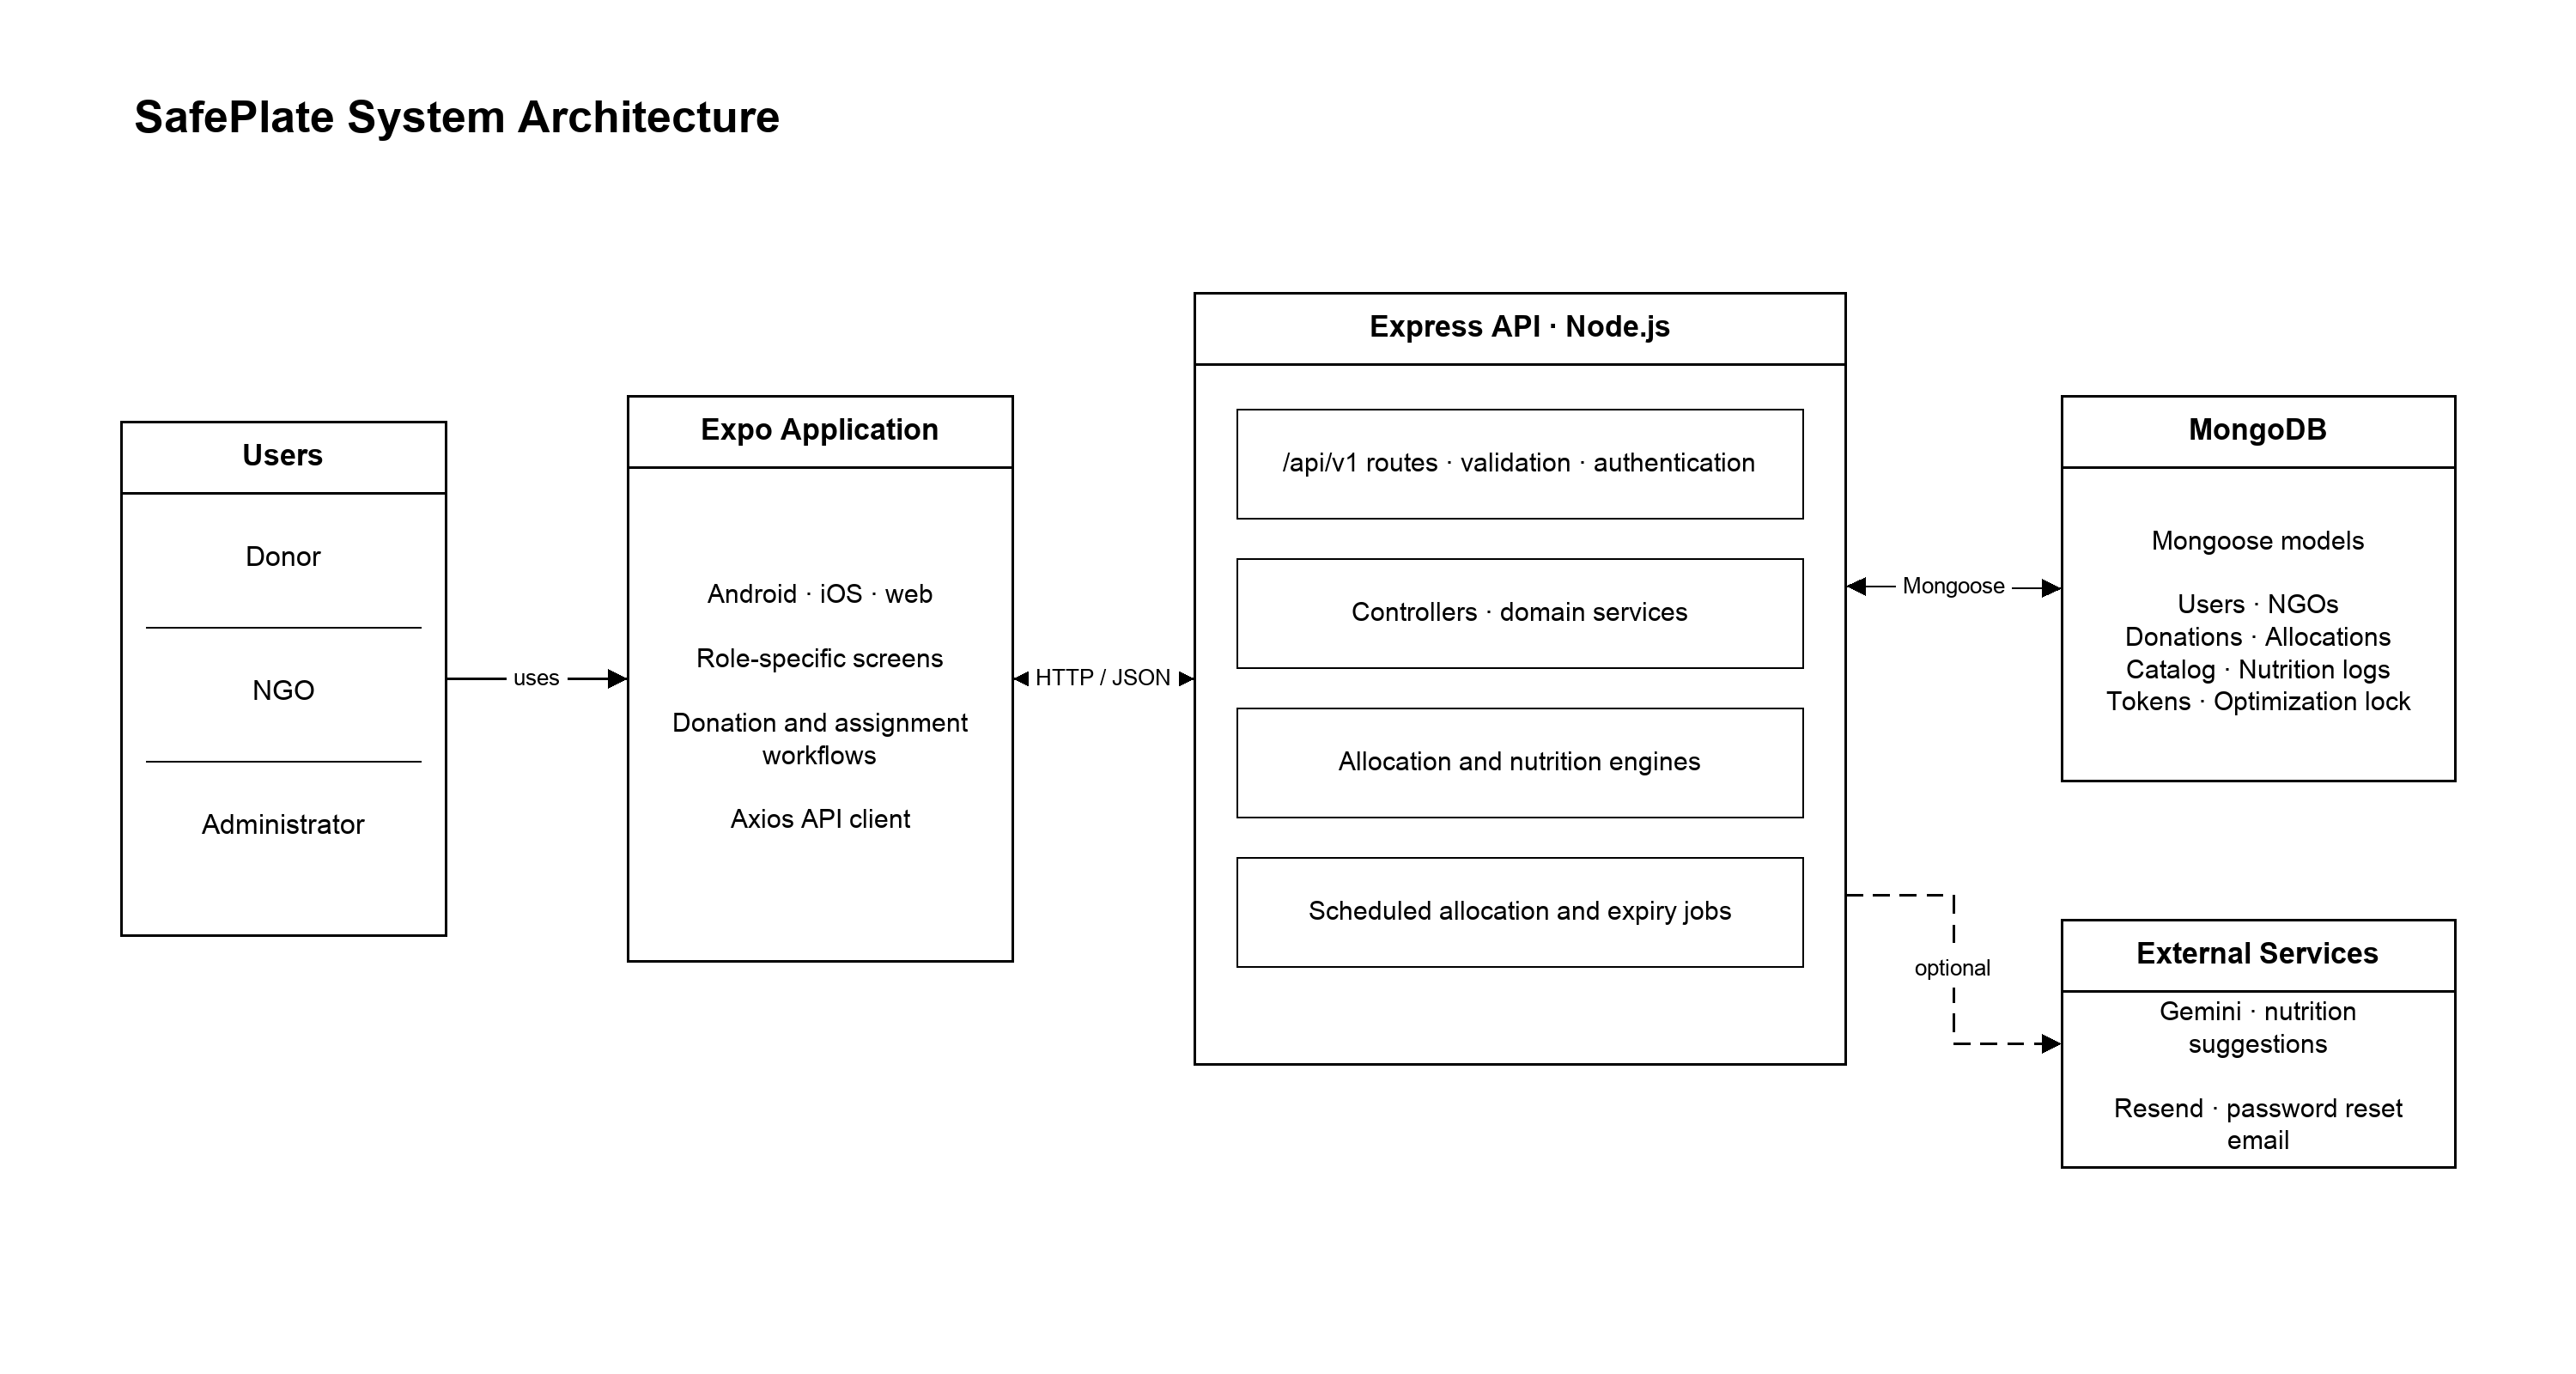 SafePlate System Architecture
Users
Donor
NGO
Administrator
uses
Expo Application
Android · iOS · web
Role-specific screens
Donation and assignment
workflows
Axios API client
HTTP / JSON
Express API · Node.js
/api/v1 routes · validation · authentication
Controllers · domain services
Allocation and nutrition engines
Scheduled allocation and expiry jobs
Mongoose
MongoDB
Mongoose models
Users · NGOs
Donations · Allocations
Catalog · Nutrition logs
Tokens · Optimization lock
optional
External Services
Gemini · nutrition
suggestions
Resend · password reset
email